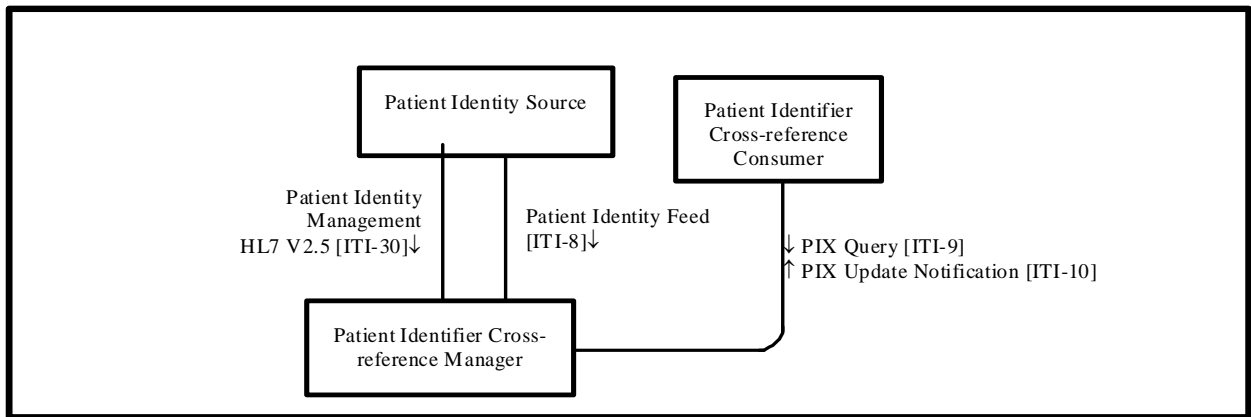 Patient Identity Source
Patient Identifier
Cross-reference
Consumer
Patient Identity
Management
HL7 V2.5 [ITI-30]↓
Patient Identity Feed
[ITI-8]↓
↓ PIX Query [ITI-9]
↑ PIX Update Notification [ITI-10]
Patient Identifier Cross-
reference Manager